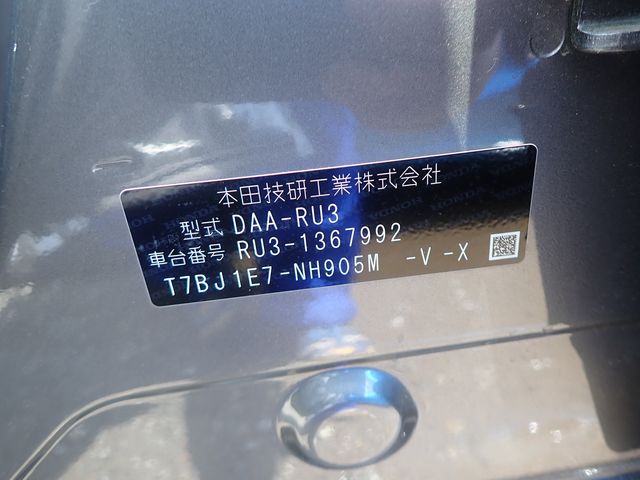 本田技研工業株式会社
型式 DAA-RU3
車台番号 RU3-1367992
T7BJ1E7-NH905M -V -X